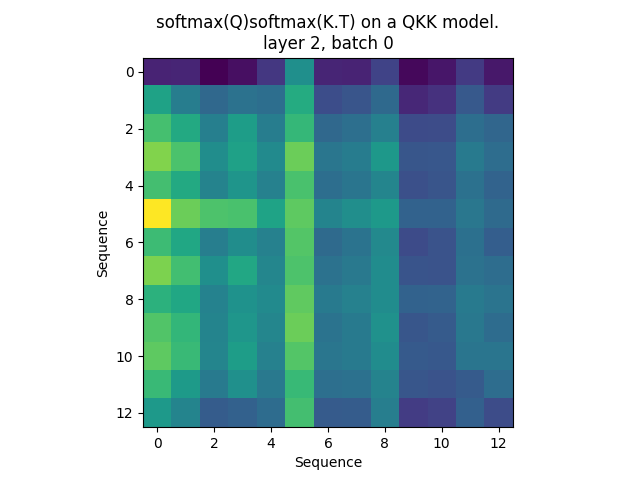 softmax(Q)softmax(K.T) on a QKK model.
layer 2, batch 0
0
2
4
6
8
10
12
Sequence
0 2 4 6 8 10 12
Sequence